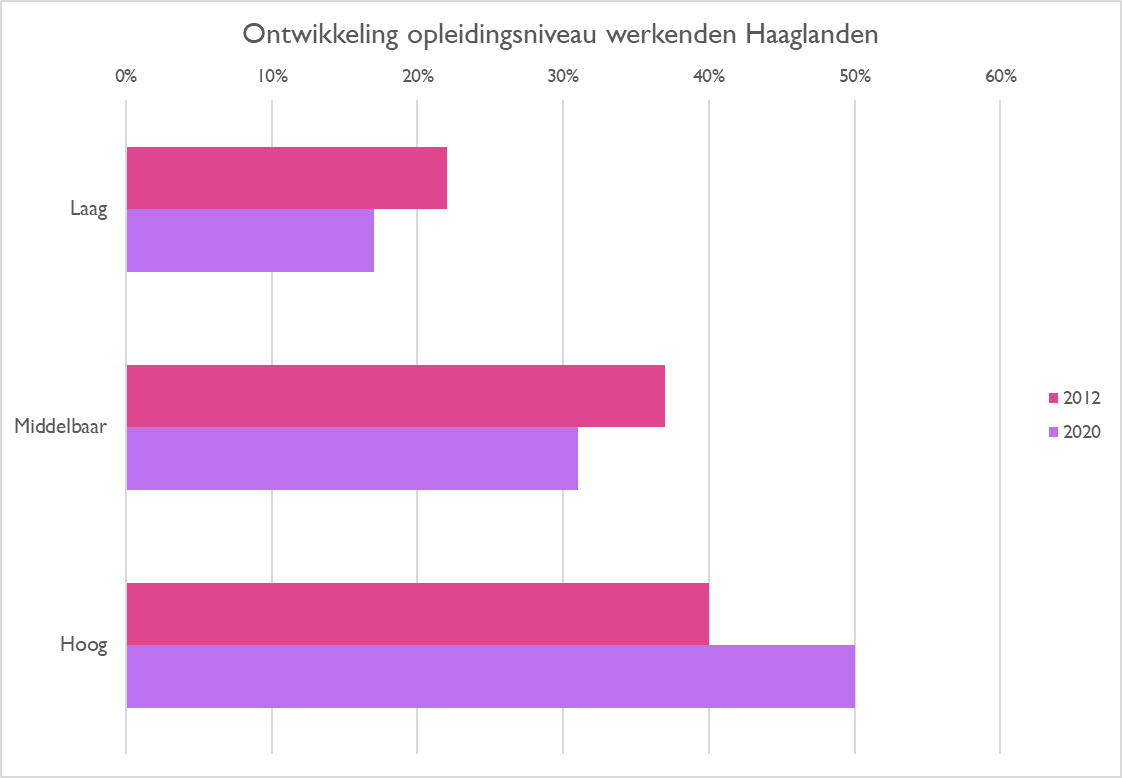 Ontwikkeling opleidingsniveau werkenden Haaglanden
0% 10% 20% 30% 40% 50% 60%
Laag
Middelbaar
Hoog
2012
2020